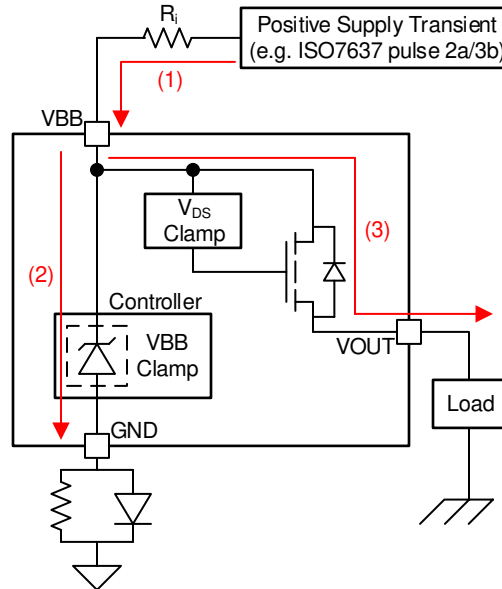 Ri
Positive Supply Transient
(e.g. ISO7637 pulse 2a/3b)
(1)
VBB
VDS
Clamp
(3)
(2)
Controller
VBB
Clamp
VOUT
GND
Load